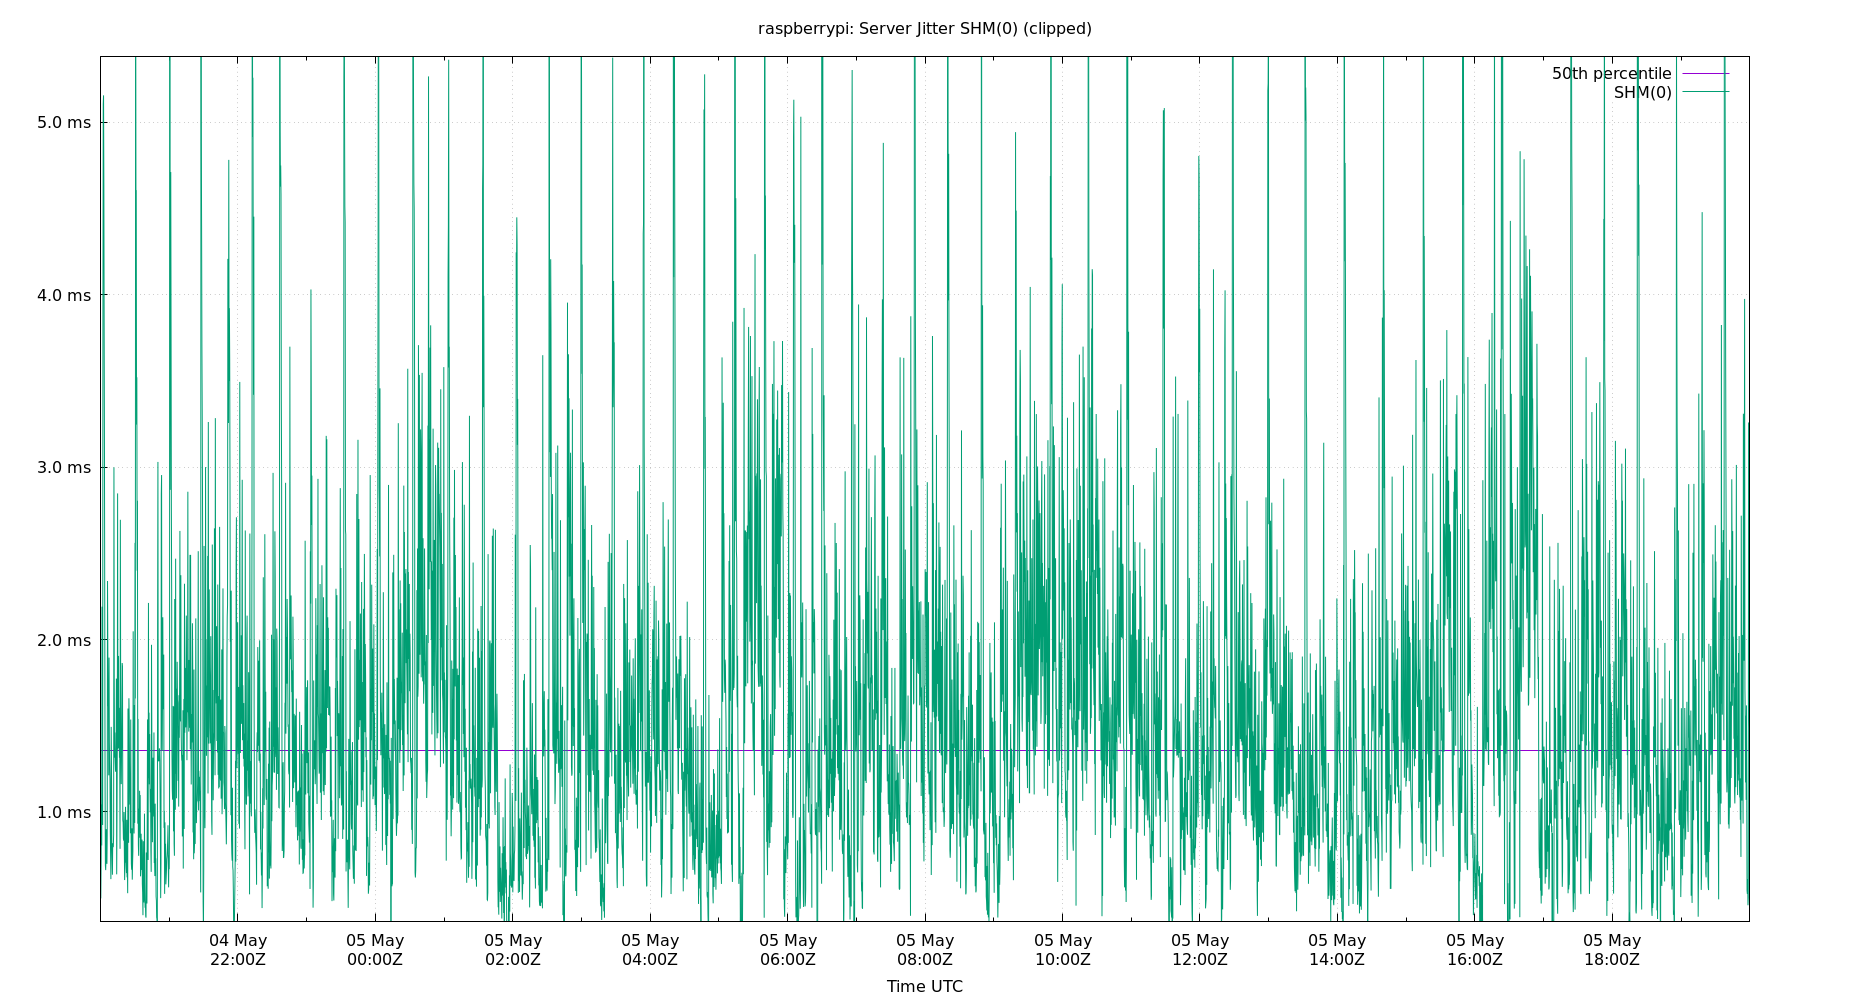 raspberrypi: Server Jitter SHM(0) (clipped)
50th percentile
SHM(0)
5.0 ms
4.0 ms
3.0 ms
2.0 ms
1.0 ms
04 May 05 May 05 May 05 May 05 May 05 May 05 May 05 May 05 May 05 May 05 May
22:00Z 00:00Z 02:00Z 04:00Z 06:00Z 08:00Z 10:00Z 12:00Z 14:00Z 16:00Z 18:00Z
Time UTC